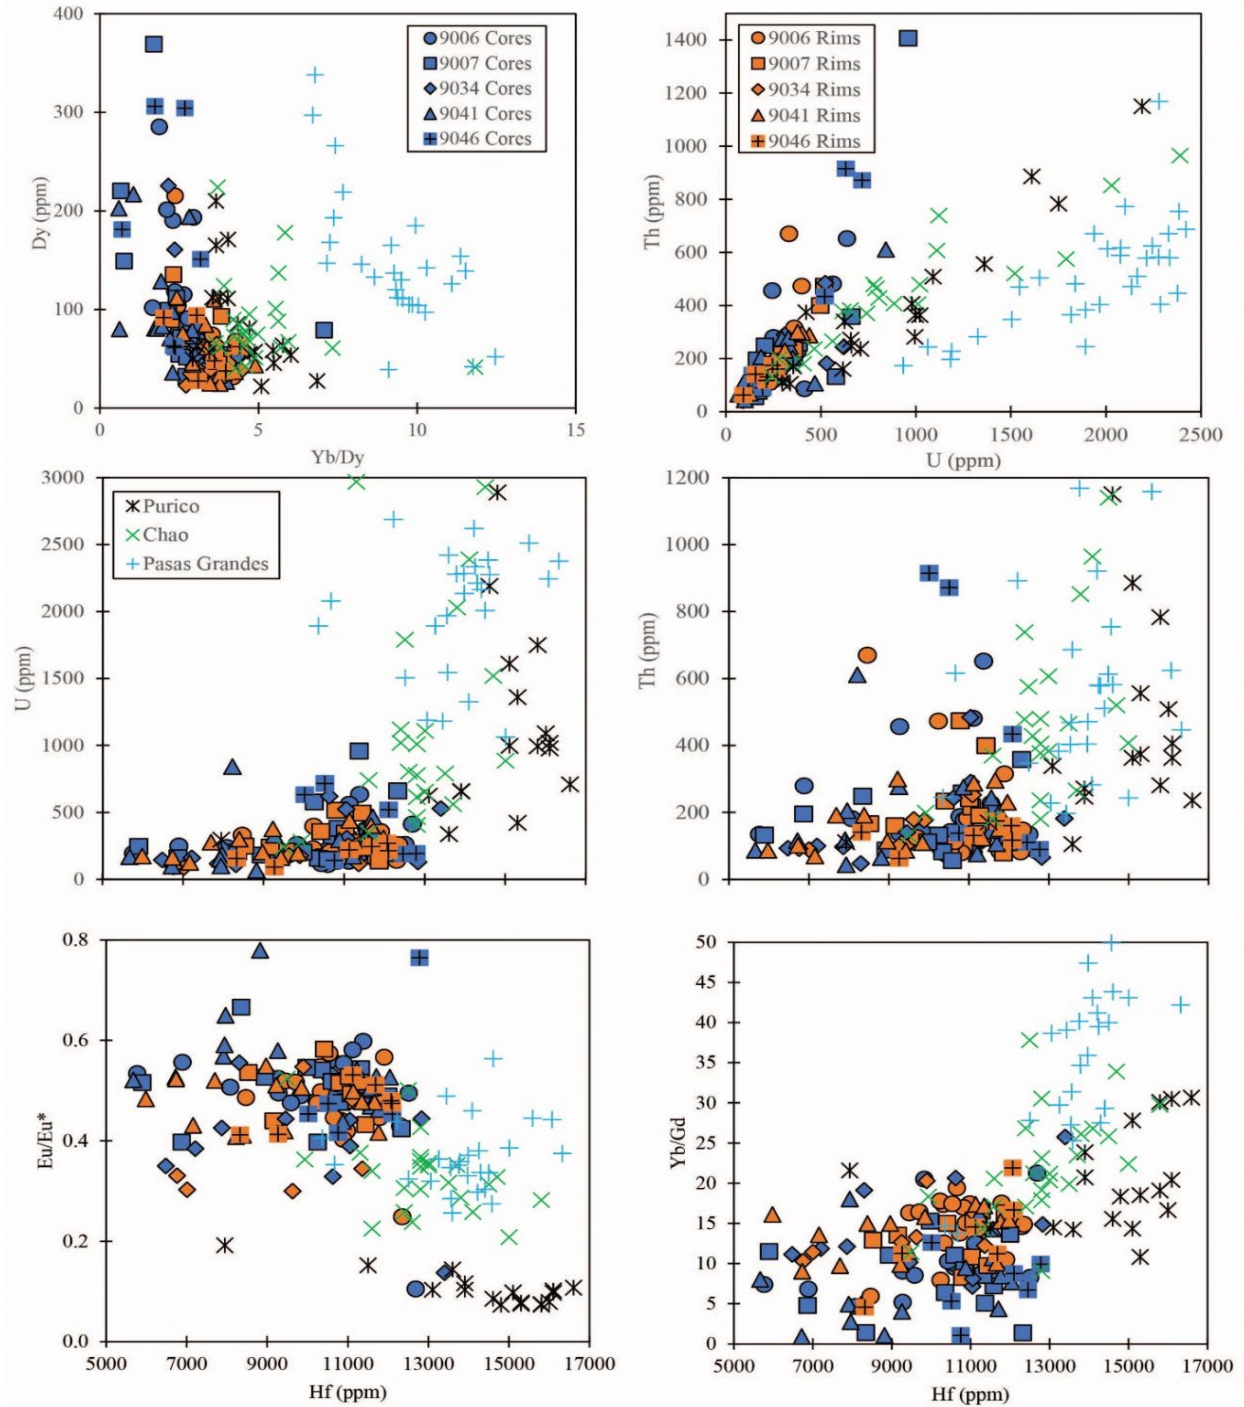 400
300
200
100
0
Dy (ppm)
0 5 10 15
Yb/Dy
9006 Cores
9007 Cores
9034 Cores
9041 Cores
9046 Cores
1400
1200
1000
800
600
400
200
0
Th (ppm)
0 500 1000 1500 2000 2500
U (ppm)
9006 Rims
9007 Rims
9034 Rims
9041 Rims
9046 Rims
3000
2500
2000
1500
1000
500
0
U (ppm)
Purico
Chao
Pasas Grandes
1200
1000
800
600
400
200
0
Th (ppm)
0.8
0.6
0.4
0.2
0.0
Eu/Eu*
5000 7000 9000 11000 13000 15000 17000
Hf (ppm)
50
45
40
35
30
25
20
15
10
5
0
Yb/Gd
5000 7000 9000 11000 13000 15000 17000
Hf (ppm)